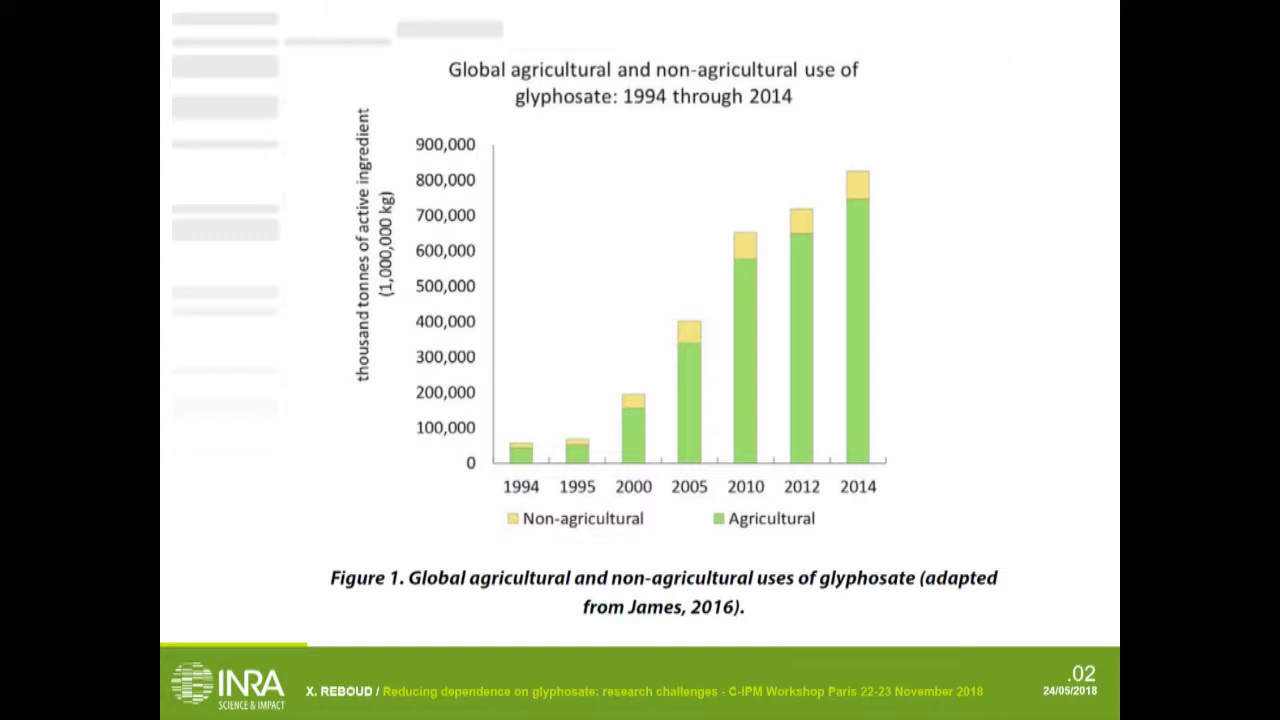 Global agricultural and non-agricultural use of
glyphosate: 1994 through 2014
thousand tonnes of active ingredient
(1,000,000 kg)
900,000
800,000
700,000
600,000
500,000
400,000
300,000
200,000
100,000
0
1994 1995 2000 2005 2010 2012 2014
Non-agricultural Agricultural
Figure 1. Global agricultural and non-agricultural uses of glyphosate (adapted
from James, 2016).
INRA
SCIENCE & IMPACT
X. REBOUD / Reducing dependence on glyphosate: research challenges - C-IPM Workshop Paris 22-23 November 2018
.02
24/05/2018